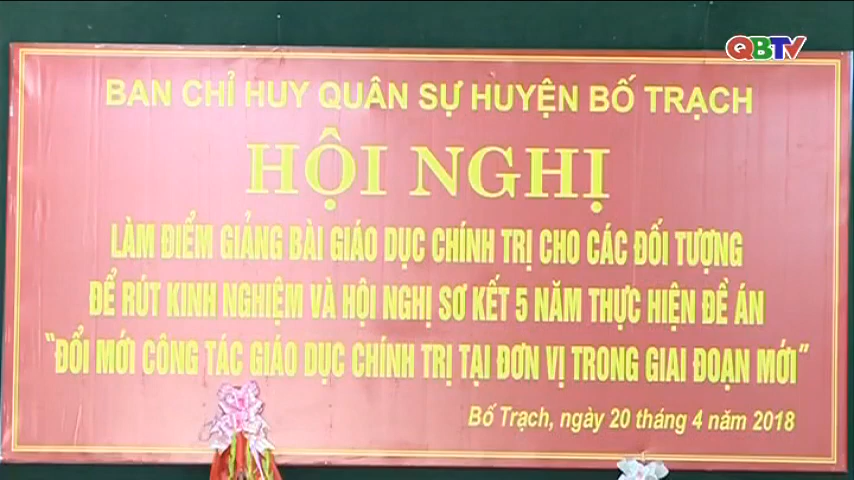 QBTV
BAN CHỈ HUY QUÂN SỰ HUYỆN BỐ TRẠCH
HỘI NGHỊ
LÀM ĐIỂM GIẢNG BÀI GIÁO DỤC CHÍNH TRỊ CHO CÁC ĐỐI TƯỢNG
ĐỂ RÚT KINH NGHIỆM VÀ HỘI NGHỊ SƠ KẾT 5 NĂM THỰC HIỆN ĐỀ ÁN
"ĐỔI MỚI CÔNG TÁC GIÁO DỤC CHÍNH TRỊ TẠI ĐƠN VỊ TRONG GIAI ĐOẠN MỚI"
Bố Trạch, ngày 20 tháng 4 năm 2018